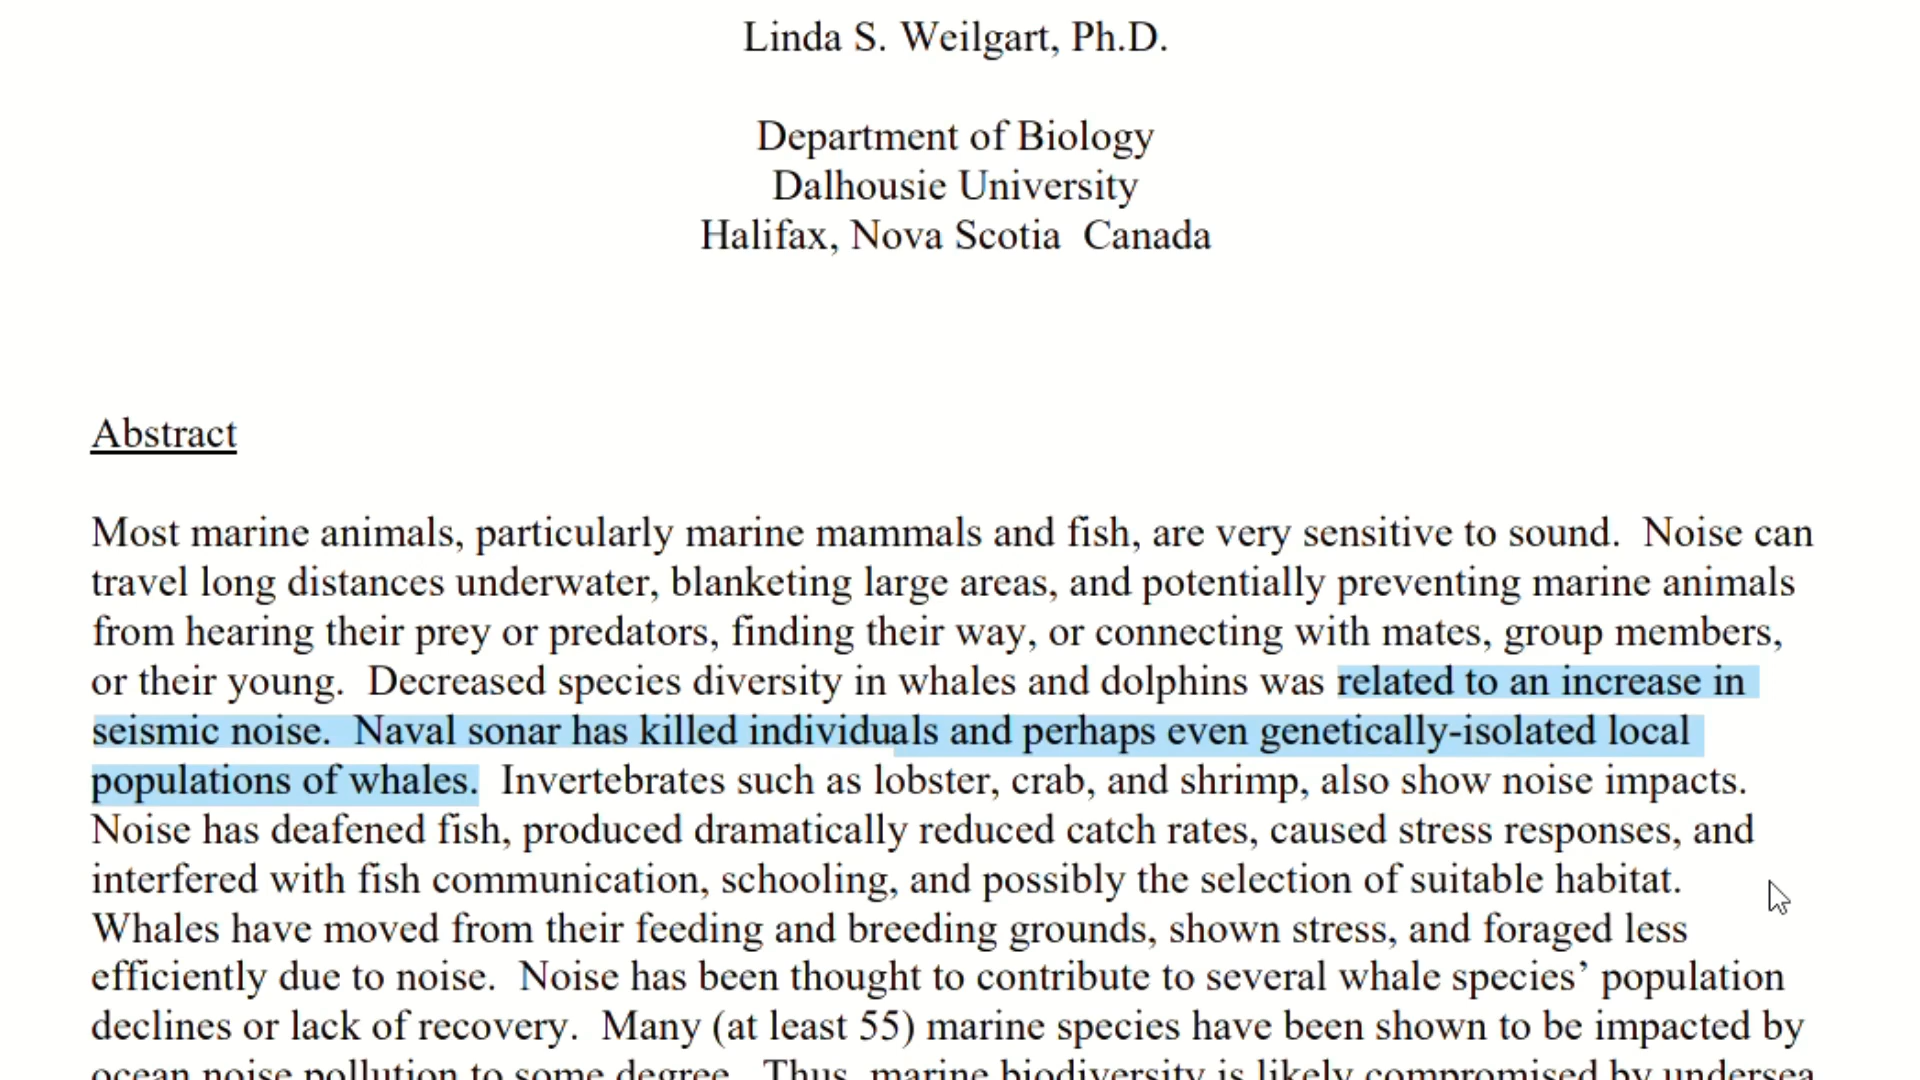 Linda S. Weilgart, Ph.D.
Department of Biology
Dalhousie University
Halifax, Nova Scotia  Canada
Abstract
Most marine animals, particularly marine mammals and fish, are very sensitive to sound.  Noise can
travel long distances underwater, blanketing large areas, and potentially preventing marine animals
from hearing their prey or predators, finding their way, or connecting with mates, group members,
or their young.  Decreased species diversity in whales and dolphins was related to an increase in
seismic noise.  Naval sonar has killed individuals and perhaps even genetically-isolated local
populations of whales.  Invertebrates such as lobster, crab, and shrimp, also show noise impacts.
Noise has deafened fish, produced dramatically reduced catch rates, caused stress responses, and
interfered with fish communication, schooling, and possibly the selection of suitable habitat.
Whales have moved from their feeding and breeding grounds, shown stress, and foraged less
efficiently due to noise.  Noise has been thought to contribute to several whale species’ population
declines or lack of recovery.  Many (at least 55) marine species have been shown to be impacted by
ocean noise pollution to some degree.  Thus, marine biodiversity is likely compromised by undersea